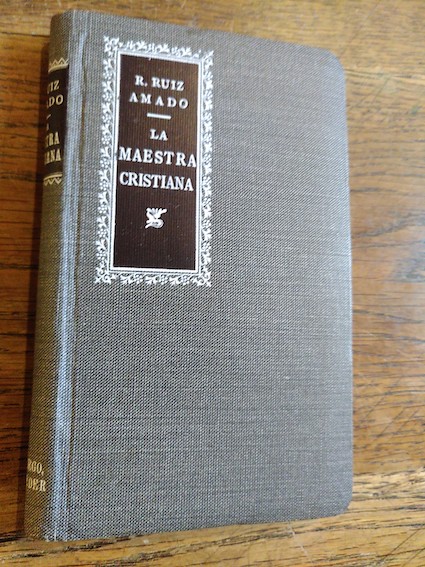 R. RUIZ
AMADO
LA
MAESTRA
CRISTIANA